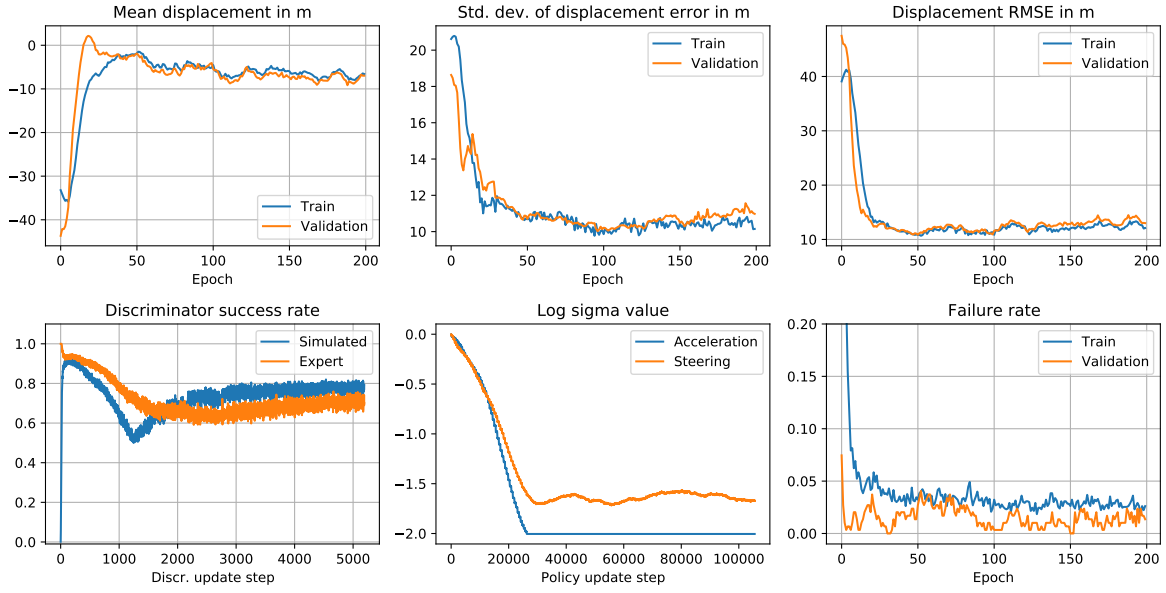 Mean displacement in m
0
−10
−20
−30
−40
Train
Validation
0 50 100 150 200
Epoch
Std. dev. of displacement error in m
20
18
16
14
12
10
Train
Validation
0 50 100 150 200
Epoch
Displacement RMSE in m
40
30
20
10
Train
Validation
0 50 100 150 200
Epoch
Discriminator success rate
1.0
0.8
0.6
0.4
0.2
0.0
Simulated
Expert
0 1000 2000 3000 4000 5000
Discr. update step
Log sigma value
0.0
−0.5
−1.0
−1.5
−2.0
Acceleration
Steering
0 20000 40000 60000 80000 100000
Policy update step
Failure rate
0.20
0.15
0.10
0.05
0.00
Train
Validation
0 50 100 150 200
Epoch